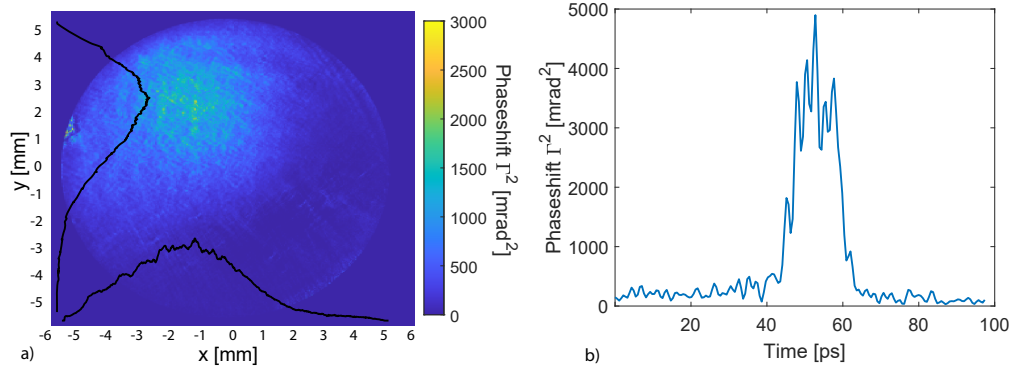 5
4
3
2
1
0
-1
-2
-3
-4
-5
y [mm]
-6 -5 -4 -3 -2 -1 0 1 2 3 4 5 6
x [mm]
a)
3000
2500
2000
1500
1000
500
0
Phaseshift Γ² [mrad²]
5000
4000
3000
2000
1000
0
Phaseshift Γ² [mrad²]
20 40 60 80 100
Time [ps]
b)